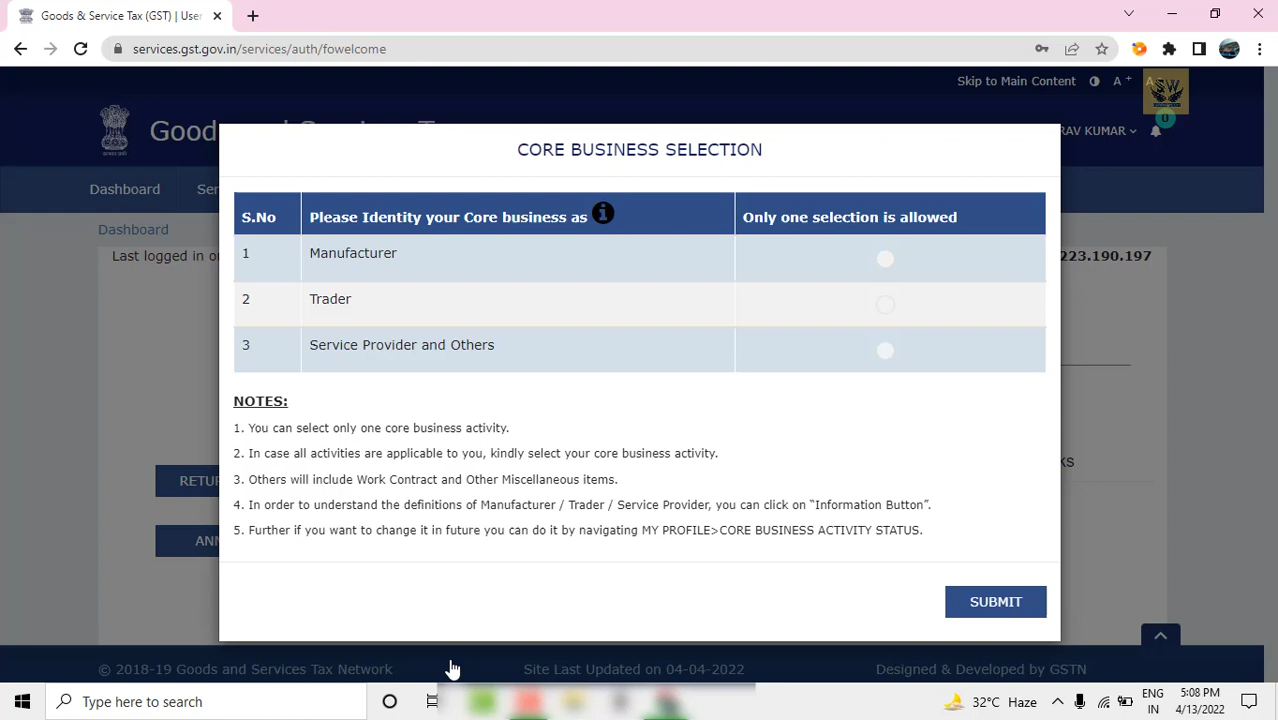 Goods & Service Tax (GST) | User
services.gst.gov.in/services/auth/fowelcome
Skip to Main Content A+ A
Goods and Services T
RAV KUMAR
0
Dashboard Ser
Dashboard
Last logged in o 223.190.197
CORE BUSINESS SELECTION
S.No Please Identity your Core business as i Only one selection is allowed
1 Manufacturer
2 Trader
3 Service Provider and Others
NOTES:
1. You can select only one core business activity.
2. In case all activities are applicable to you, kindly select your core business activity.
KS
3. Others will include Work Contract and Other Miscellaneous items.
RETU
4. In order to understand the definitions of Manufacturer / Trader / Service Provider, you can click on “Information Button”.
5. Further if you want to change it in future you can do it by navigating MY PROFILE>CORE BUSINESS ACTIVITY STATUS.
ANN
SUBMIT
© 2018-19 Goods and Services Tax Network Site Last Updated on 04-04-2022 Designed & Developed by GSTN
Type here to search 32°C Haze ENG IN 5:08 PM 4/13/2022